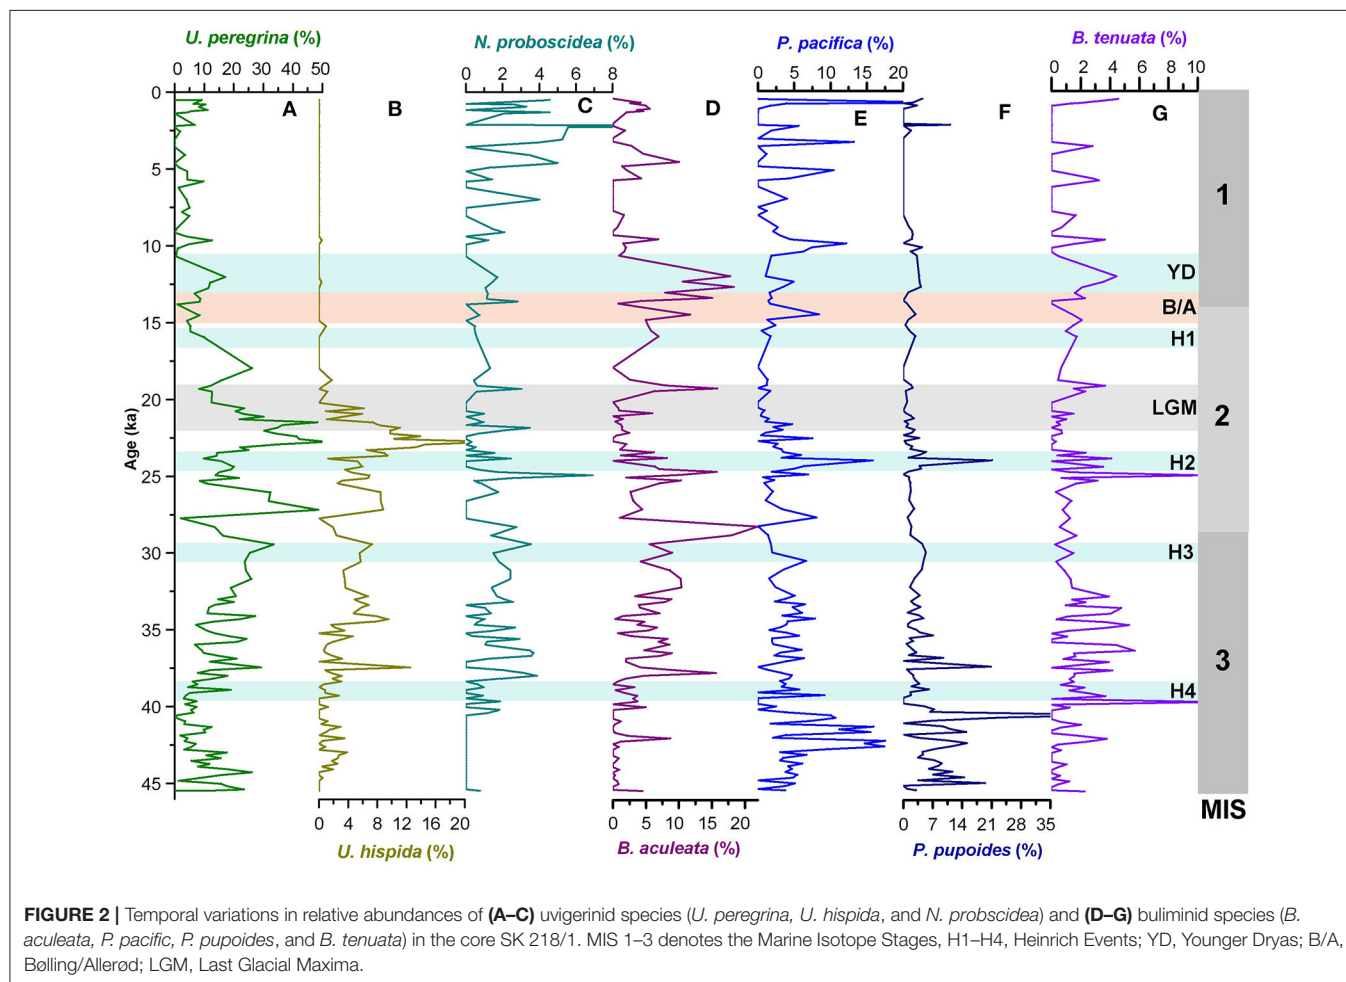 U. peregrina (%)
N. proboscidea (%)
P. pacifica (%)
B. tenuata (%)
0 10 30 50
0 2 4 6 8
0 5 10 20
0 2 4 6 10
A
B
C
D
E
F
G
0
5
10
15
20
25
30
35
40
45
Age (ka)
YD
B/A
H1
LGM
H2
H3
H4
1
2
3
MIS
0 4 8 12 16 20
0 5 10 15 20
0 7 14 21 28 35
U. hispida (%)
B. aculeata (%)
P. pupoides (%)
FIGURE 2 | Temporal variations in relative abundances of (A–C) uvigerinid species (U. peregrina, U. hispida, and N. probscidea) and (D–G) buliminid species (B.
aculeata, P. pacific, P. pupoides, and B. tenuata) in the core SK 218/1. MIS 1–3 denotes the Marine Isotope Stages, H1–H4, Heinrich Events; YD, Younger Dryas; B/A,
Bølling/Allerød; LGM, Last Glacial Maxima.